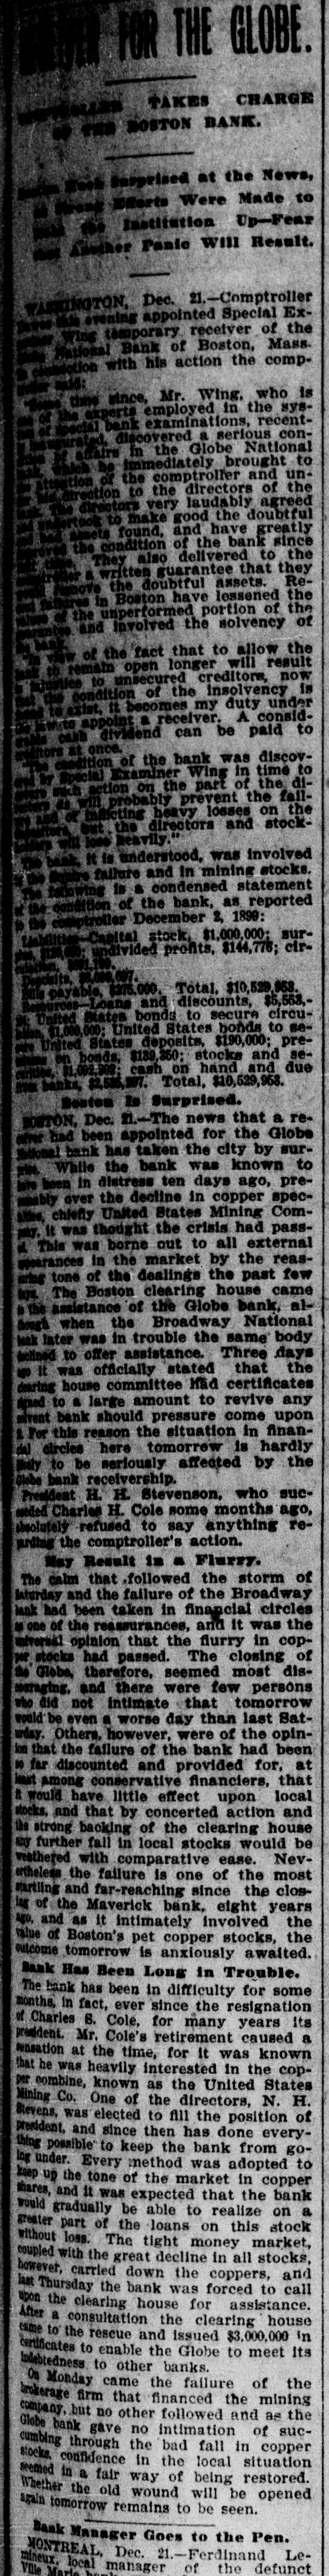 FOR THE GLOBE.
TAKES CHARGE
BOSTON BANK.
Surprised at the News,
Efforts Were Made to
Institution Up—Fear
Another Panic Will Result.
WASHINGTON, Dec. 21.—Comptroller
this evening appointed Special Ex-
Wing temporary receiver of the
National Bank of Boston, Mass.
with his action the comp-
said:
time since, Mr. Wing, who is
of the experts employed in the sys-
of special bank examinations, recent-
discovered a serious con-
of affairs in the Globe National
which he immediately brought to
of the comptroller and un-
his direction to the directors of the
The directors very laudably agreed
to make good the doubtful
assets found, and have greatly
the condition of the bank since
They also delivered to the
a written guarantee that they
the doubtful assets. Re-
failures in Boston have lessened the
of the unperformed portion of the
and involved the solvency of
of the fact that to allow the
to remain open longer will result
to unsecured creditors, now
condition of the insolvency is
to exist, it becomes my duty under
law to appoint a receiver. A consid-
cash dividend can be paid to
at once.
condition of the bank was discov-
by Special Examiner Wing in time to
such action on the part of the di-
as will probably prevent the fail-
of inflicting heavy losses on the
but the directors and stock-
will lose heavily."
The bank, it is understood, was involved
failure and in mining stocks.
The following is a condensed statement
the condition of the bank, as reported
the comptroller December 2, 1899:
Capital stock, $1,000,000; sur-
undivided profits, $144,776; cir-
payable, $375,000. Total, $10,529,953.
Loans and discounts, $5,553,-
United States bonds to secure circu-
$1,000,000; United States bonds to se-
United States deposits, $190,000; pre-
on bonds, $139,350; stocks and se-
cash on hand and due
banks, Total, $10,529,953.
Boston Is Surprised.
BOSTON, Dec. 21.—The news that a re-
ceiver had been appointed for the Globe
National bank has taken the city by sur-
prise. While the bank was known to
have been in distress ten days ago, pre-
sumably over the decline in copper spec-
chiefly United States Mining Com-
pany, it was thought the crisis had pass-
ed. This was borne out to all external
appearances in the market by the reas-
suring tone of the dealings the past few
days. The Boston clearing house came
to the assistance of the Globe bank, al-
though when the Broadway National
bank later was in trouble the same body
declined to offer assistance. Three days
ago it was officially stated that the
clearing house committee had certificates
signed to a large amount to revive any
solvent bank should pressure come upon
it. For this reason the situation in finan-
cial circles here tomorrow is hardly
likely to be seriously affected by the
Globe bank receivership.
President H. H. Stevenson, who suc-
ceeded Charles H. Cole some months ago,
absolutely refused to say anything re-
garding the comptroller's action.
May Result in a Flurry.
The calm that followed the storm of
Saturday and the failure of the Broadway
bank had been taken in financial circles
as one of the reassurances, and it was the
universal opinion that the flurry in cop-
per stocks had passed. The closing of
the Globe, therefore, seemed most dis-
couraging, and there were few persons
who did not intimate that tomorrow
would be even a worse day than last Sat-
urday. Others, however, were of the opin-
ion that the failure of the bank had been
so far discounted and provided for, at
least among conservative financiers, that
it would have little effect upon local
stocks, and that by concerted action and
the strong backing of the clearing house
any further fall in local stocks would be
weathered with comparative ease. Nev-
ertheless the failure is one of the most
startling and far-reaching since the clos-
ing of the Maverick bank, eight years
ago, and as it intimately involved the
value of Boston's pet copper stocks, the
outcome tomorrow is anxiously awaited.
Bank Has Been Long in Trouble.
The bank has been in difficulty for some
months, in fact, ever since the resignation
of Charles S. Cole, for many years its
president. Mr. Cole's retirement caused a
sensation at the time, for it was known
that he was heavily interested in the cop-
per combine, known as the United States
Mining Co. One of the directors, N. H.
Stevens, was elected to fill the position of
president, and since then has done every-
thing possible to keep the bank from go-
ing under. Every method was adopted to
keep up the tone of the market in copper
shares, and it was expected that the bank
would gradually be able to realize on a
greater part of the loans on this stock
without loss. The tight money market,
coupled with the great decline in all stocks,
however, carried down the coppers, and
last Thursday the bank was forced to call
upon the clearing house for assistance.
After a consultation the clearing house
came to the rescue and issued $3,000,000 in
certificates to enable the Globe to meet its
indebtedness to other banks.
On Monday came the failure of the
brokerage firm that financed the mining
company, but no other followed and as the
Globe bank gave no intimation of suc-
cumbing through the bad fall in copper
stocks, confidence in the local situation
seemed in a fair way of being restored.
Whether the old wound will be opened
again tomorrow remains to be seen.
Bank Manager Goes to the Pen.
MONTREAL, Dec. 21.—Ferdinand Le-
mieux, local manager of the defunct